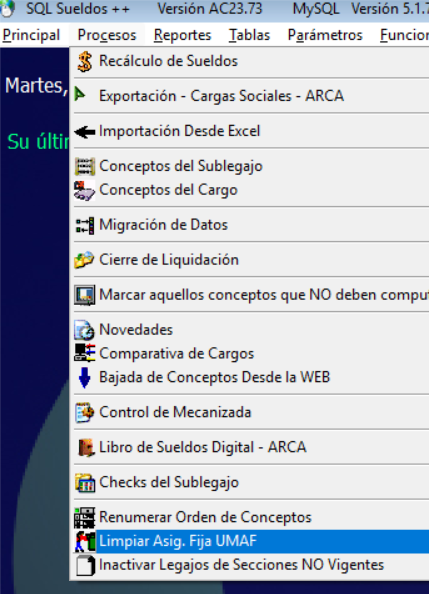 SQL Sueldos ++ Versión AC23.73 MySQL Versión 5.1.7
Principal Procesos Reportes Tablas Parámetros Funcion
Recálculo de Sueldos
Martes,
Exportación - Cargas Sociales - ARCA
Importación Desde Excel
Su últi
Conceptos del Sublegajo
Conceptos del Cargo
Migración de Datos
Cierre de Liquidación
Marcar aquellos conceptos que NO deben comput
Novedades
Comparativa de Cargos
Bajada de Conceptos Desde la WEB
Control de Mecanizada
Libro de Sueldos Digital - ARCA
Checks del Sublegajo
Renumerar Orden de Conceptos
Limpiar Asig. Fija UMAF
Inactivar Legajos de Secciones NO Vigentes